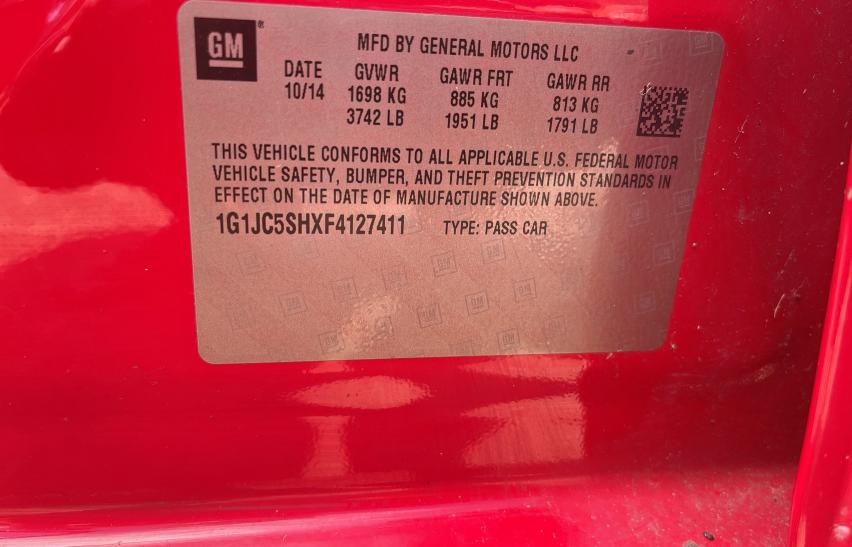 GM®
MFD BY GENERAL MOTORS LLC
DATE GVWR GAWR FRT GAWR RR
10/14 1698 KG 885 KG 813 KG
3742 LB 1951 LB 1791 LB
THIS VEHICLE CONFORMS TO ALL APPLICABLE U.S. FEDERAL MOTOR
VEHICLE SAFETY, BUMPER, AND THEFT PREVENTION STANDARDS IN
EFFECT ON THE DATE OF MANUFACTURE SHOWN ABOVE.
1G1JC5SHXF4127411 TYPE: PASS CAR